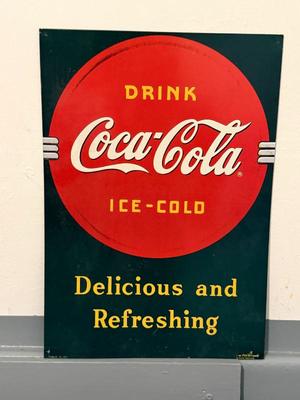 DRINK
Coca-Cola
®
ICE-COLD
Delicious and
Refreshing